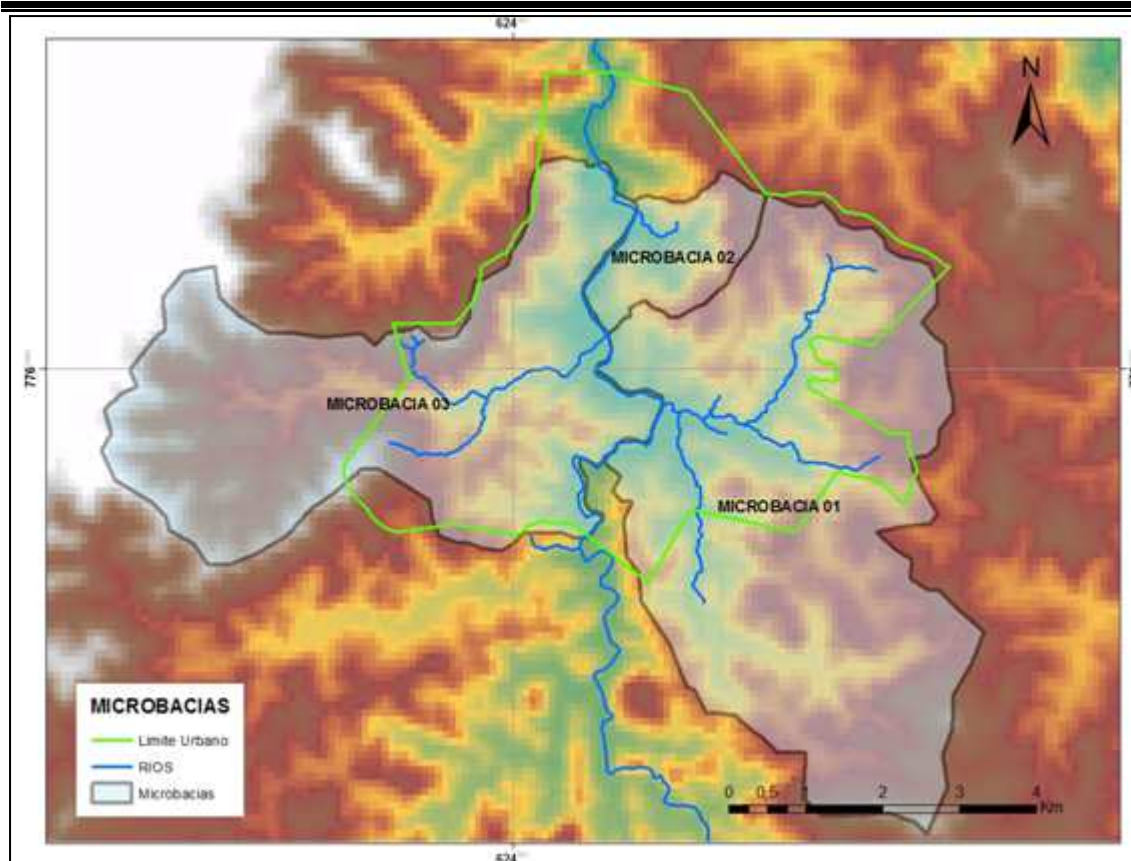 624
N
MICROBACIA 02
776
MICROBACIA 03
MICROBACIA 01
MICROBACIAS
Limite Urbano
RIOS
Microbacias
0 0,5 1 2 3 4
Km
624